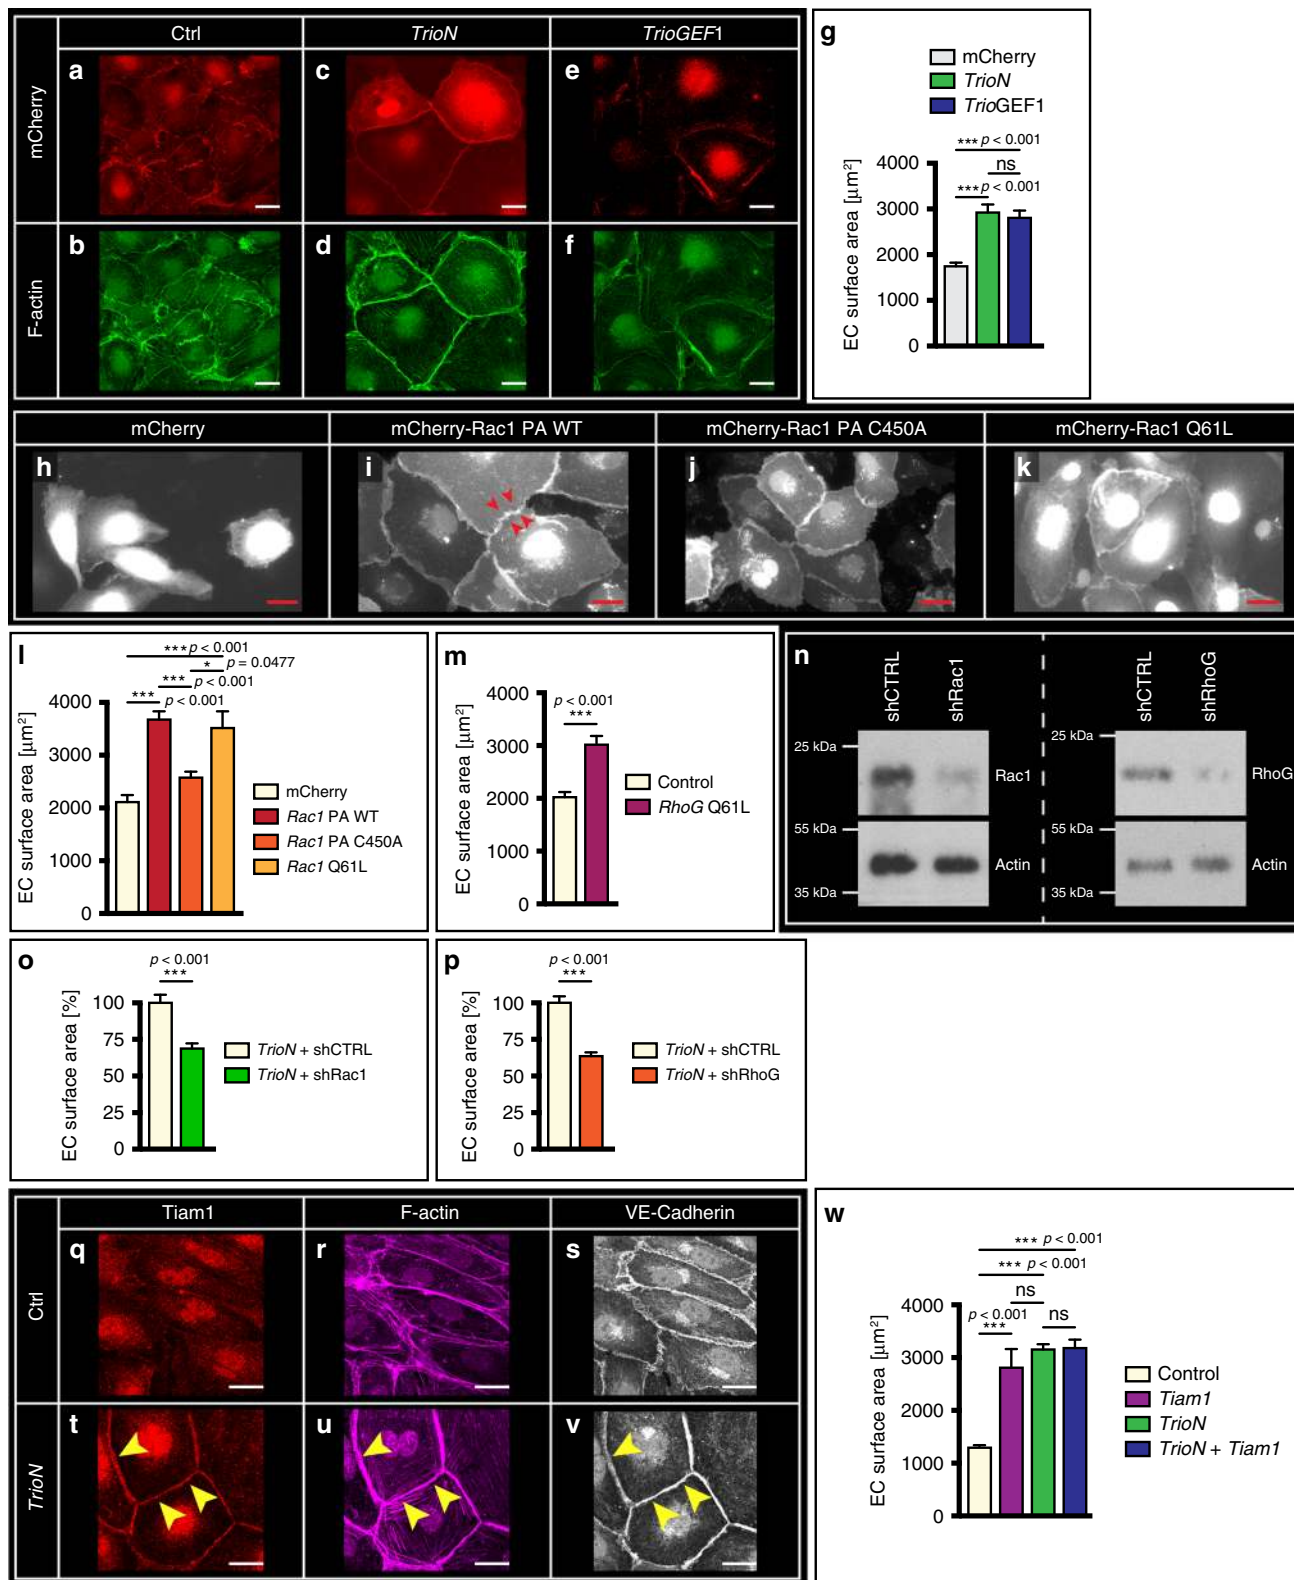 Ctrl
TrioN
TrioGEF1
mCherry
a
c
e
F-actin
b
d
f
g
mCherry
TrioN
TrioGEF1
*** p < 0.001
ns
*** p < 0.001
EC surface area [µm²]
4000
3000
2000
1000
0
mCherry
mCherry-Rac1 PA WT
mCherry-Rac1 PA C450A
mCherry-Rac1 Q61L
h
i
j
k
l
*** p < 0.001
* p = 0.0477
*** p < 0.001
*** p < 0.001
EC surface area [µm²]
4000
3000
2000
1000
0
mCherry
Rac1 PA WT
Rac1 PA C450A
Rac1 Q61L
m
p < 0.001
***
EC surface area [µm²]
4000
3000
2000
1000
0
Control
RhoG Q61L
n
shCTRL
shRac1
shCTRL
shRhoG
25 kDa
Rac1
55 kDa
Actin
35 kDa
25 kDa
RhoG
55 kDa
Actin
35 kDa
o
p < 0.001
***
EC surface area [%]
100
75
50
25
0
TrioN + shCTRL
TrioN + shRac1
p
p < 0.001
***
EC surface area [%]
100
75
50
25
0
TrioN + shCTRL
TrioN + shRhoG
Tiam1
F-actin
VE-Cadherin
Ctrl
q
r
s
TrioN
t
u
v
w
*** p < 0.001
*** p < 0.001
ns
p < 0.001
ns
***
EC surface area [µm²]
4000
3000
2000
1000
0
Control
Tiam1
TrioN
TrioN + Tiam1